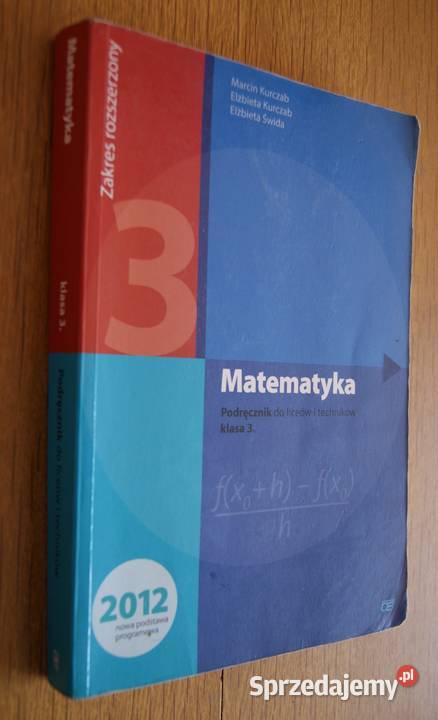 Matematyka
klasa 3.
Podręcznik do liceów i techników
Zakres rozszerzony
3
Marcin Kurczab
Elżbieta Kurczab
Elżbieta Świda
Matematyka
Podręcznik do liceów i techników
klasa 3.
f(x₀+h) – f(x₀)
h
2012
nowa podstawa
programowa
Sprzedajemy.pl